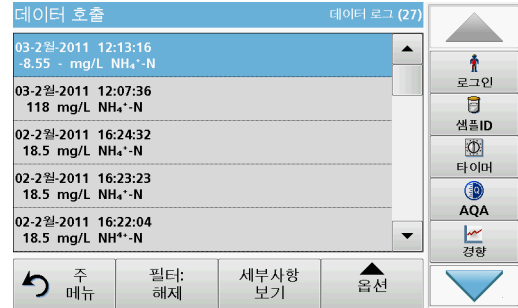 데이터 호출
데이터 로그 (27)
03-2월-2011 12:13:16
-8.55 - mg/L NH₄⁺-N
03-2월-2011 12:07:36
118 mg/L NH₄⁺-N
02-2월-2011 16:24:32
18.5 mg/L NH₄⁺-N
02-2월-2011 16:23:23
18.5 mg/L NH₄⁺-N
02-2월-2011 16:22:04
18.5 mg/L NH⁴⁺-N
로그인
샘플ID
타이머
AQA
경향
주
메뉴
필터:
해제
세부사항
보기
옵션